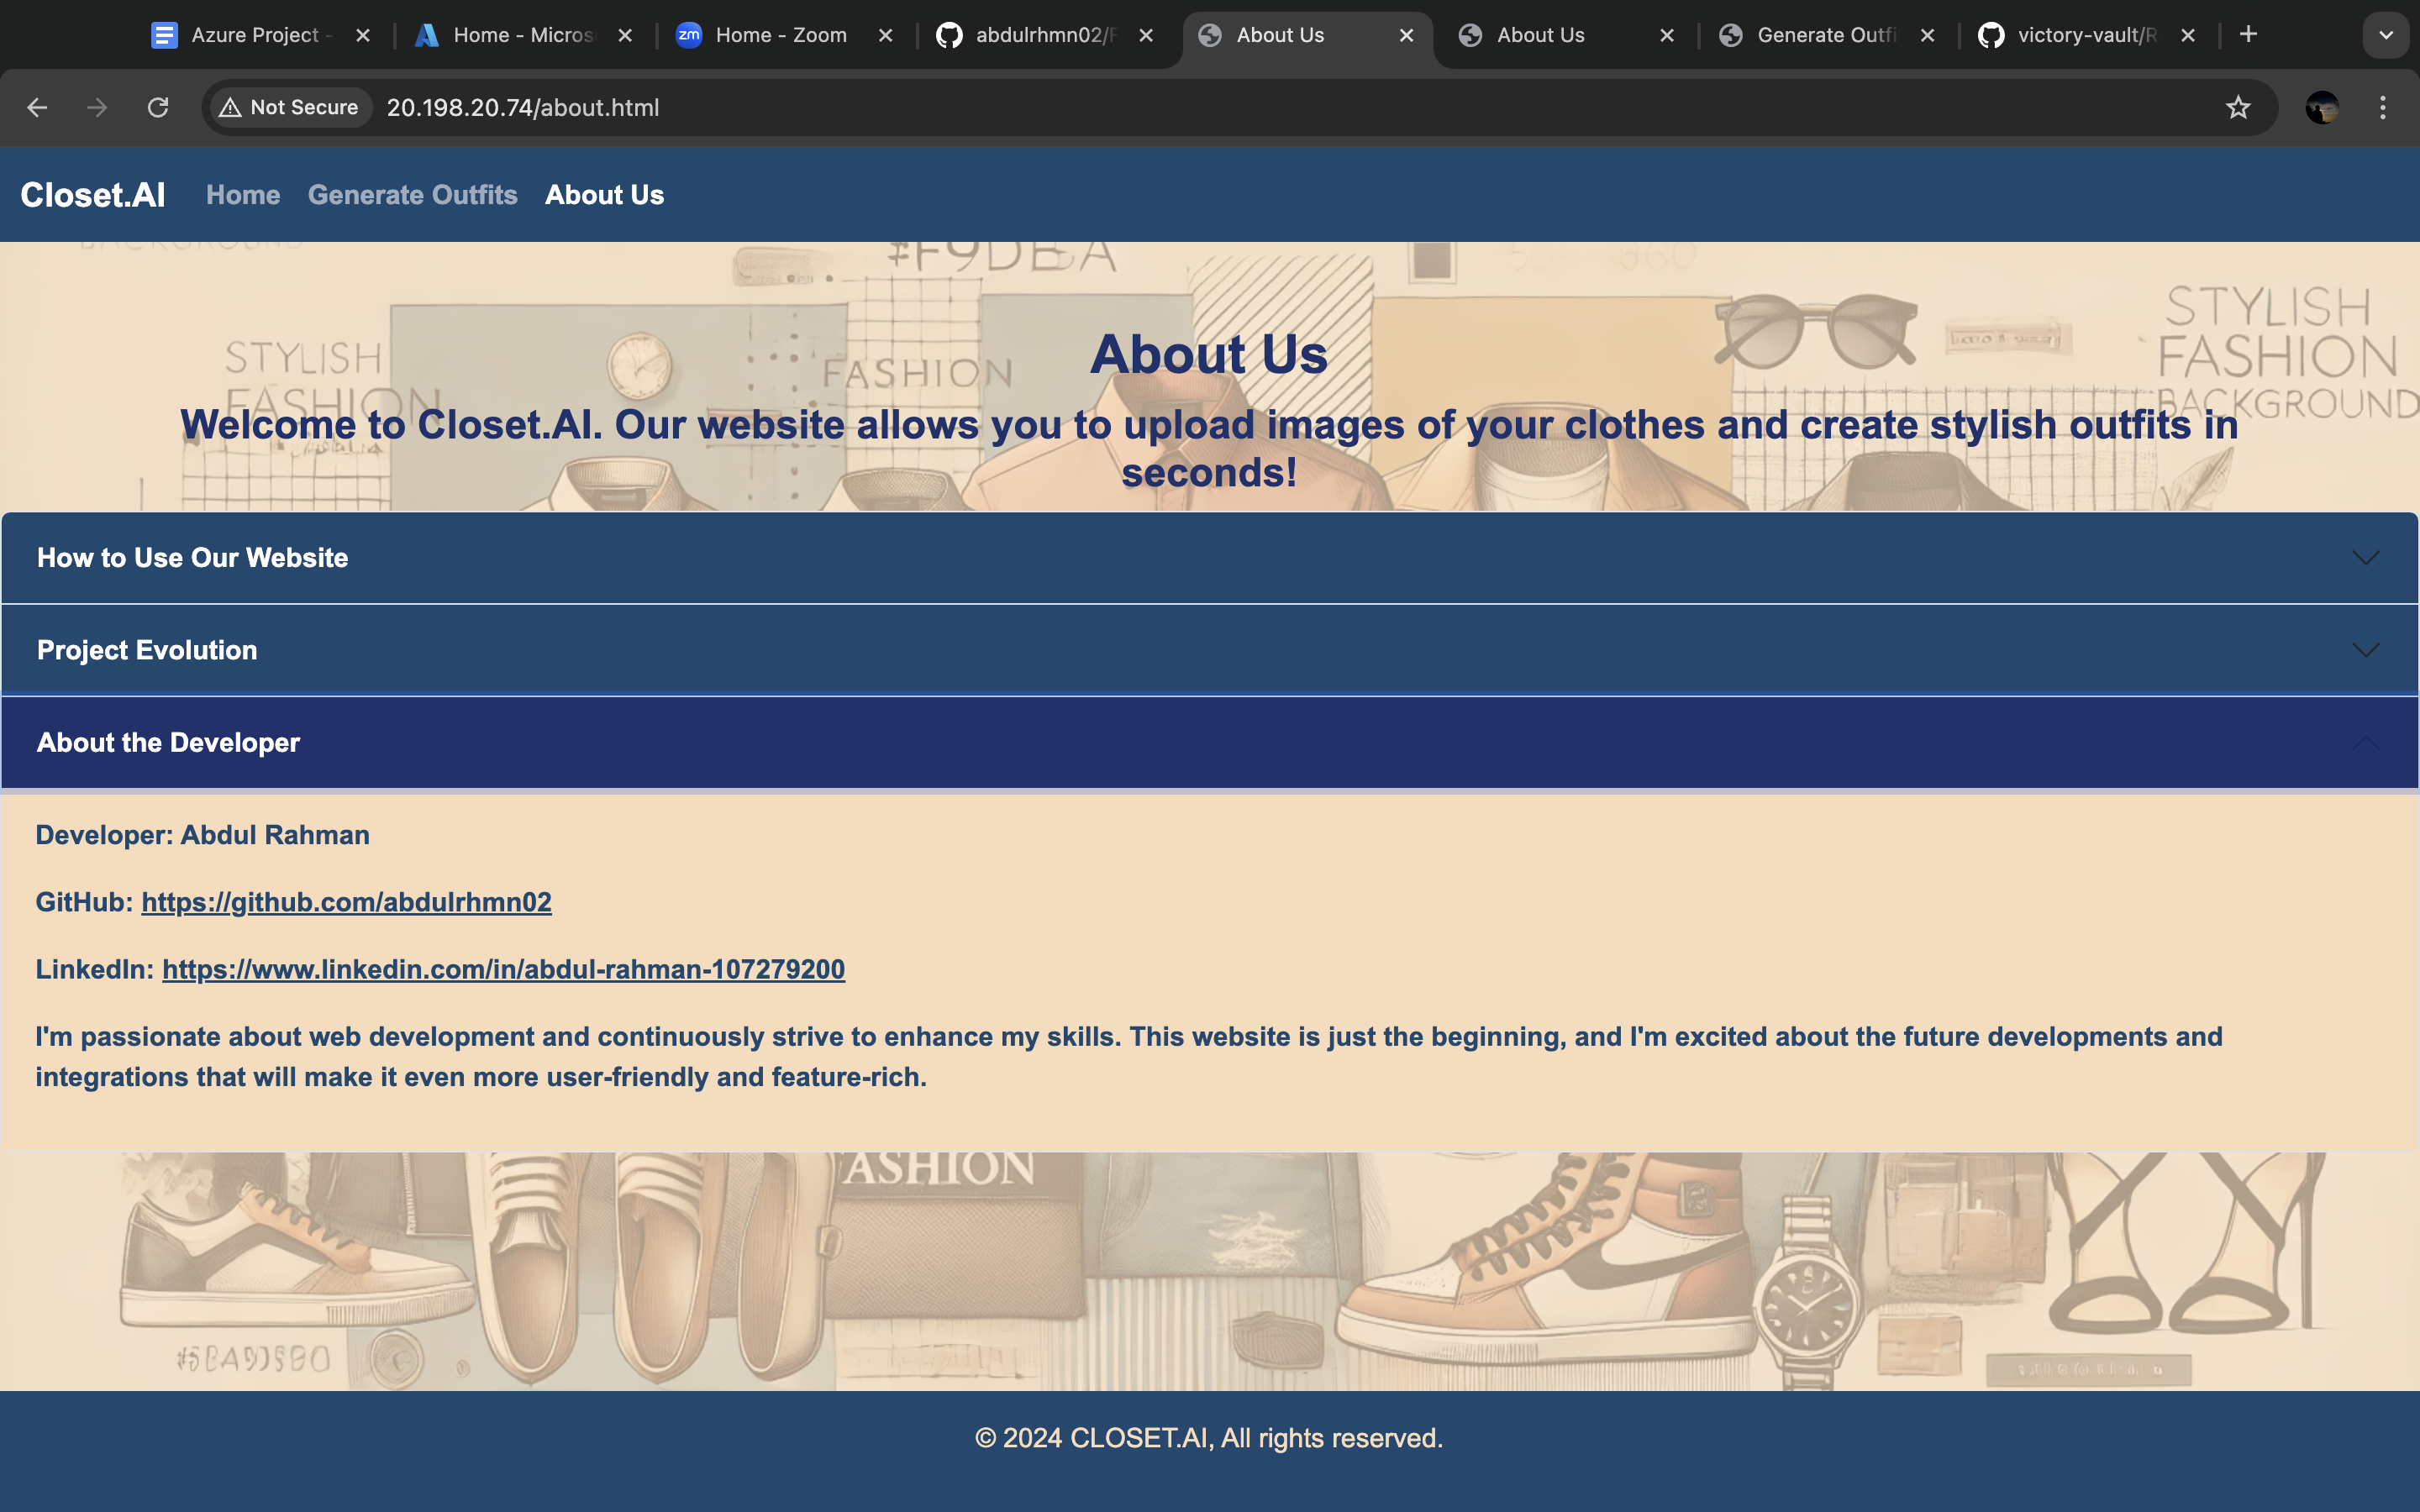 Azure Project -
Home - Micros
Home - Zoom
abdulrhmn02/F
About Us
About Us
Generate Outfi
victory-vault/R
Not Secure
20.198.20.74/about.html
Closet.AI
Home
Generate Outfits
About Us
BACKGROUND
#F9DBA
STYLISH
FASHION
FASHION
STYLISH
FASHION
BACKGROUND
About Us
Welcome to Closet.AI. Our website allows you to upload images of your clothes and create stylish outfits in
seconds!
How to Use Our Website
Project Evolution
About the Developer
Developer: Abdul Rahman
GitHub: https://github.com/abdulrhmn02
LinkedIn: https://www.linkedin.com/in/abdul-rahman-107279200
I'm passionate about web development and continuously strive to enhance my skills. This website is just the beginning, and I'm excited about the future developments and
integrations that will make it even more user-friendly and feature-rich.
ASHION
© 2024 CLOSET.AI, All rights reserved.